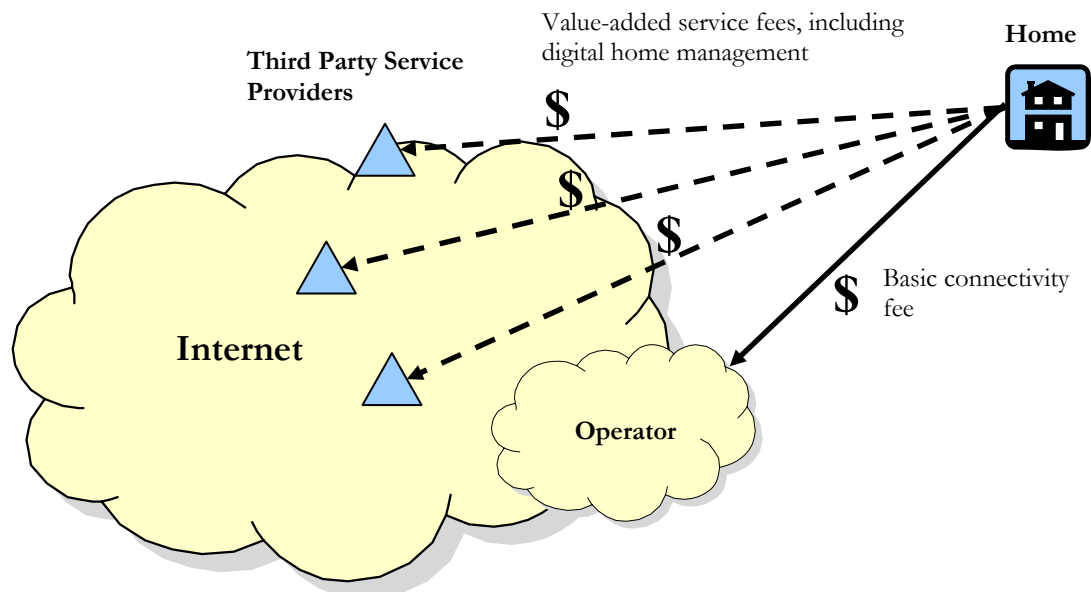 Value-added service fees, including
digital home management
Home
Third Party Service
Providers
$
$
$
$
Basic connectivity
fee
Internet
Operator